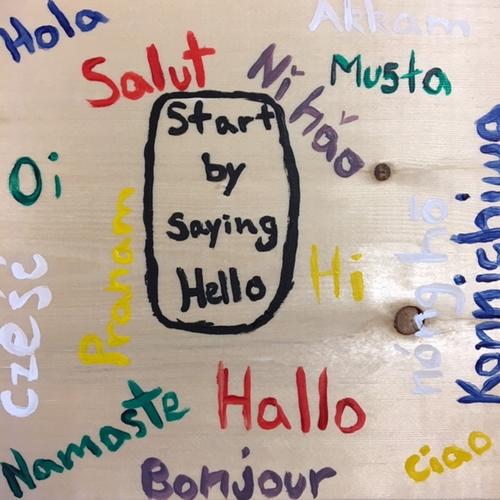 Hola
Akkam
Salut
Nǐ hǎo
Musta
Start
by
saying
Hello
Oi
Pranam
Hi
nóng hō
Konnichiwa
cześć
Hallo
Namaste
Bonjour
ciao